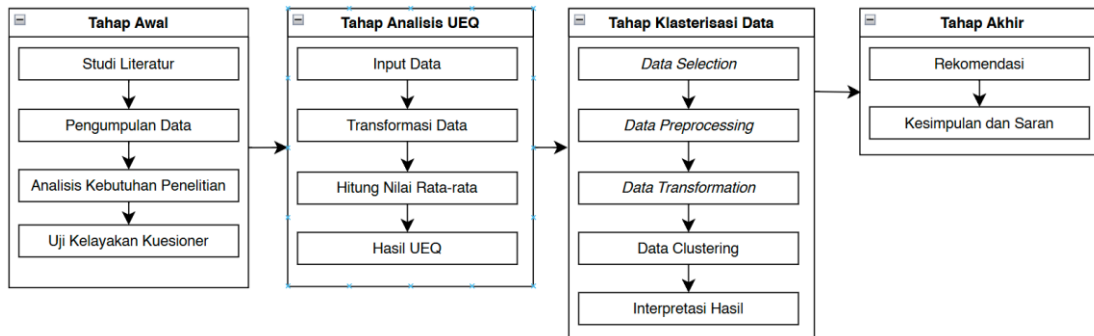 Tahap Awal
Studi Literatur
Pengumpulan Data
Analisis Kebutuhan Penelitian
Uji Kelayakan Kuesioner
Tahap Analisis UEQ
Input Data
Transformasi Data
Hitung Nilai Rata-rata
Hasil UEQ
Tahap Klasterisasi Data
Data Selection
Data Preprocessing
Data Transformation
Data Clustering
Interpretasi Hasil
Tahap Akhir
Rekomendasi
Kesimpulan dan Saran